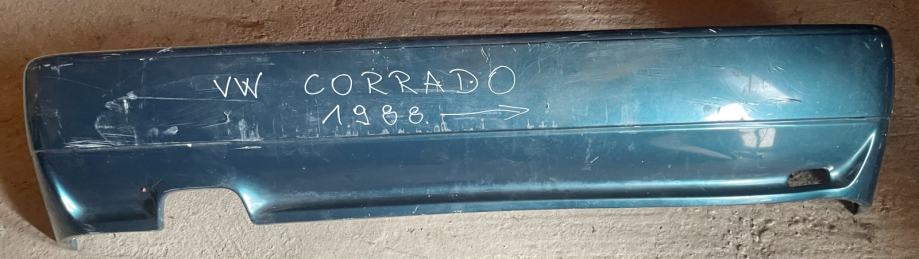 VW CORRADO
1988. →